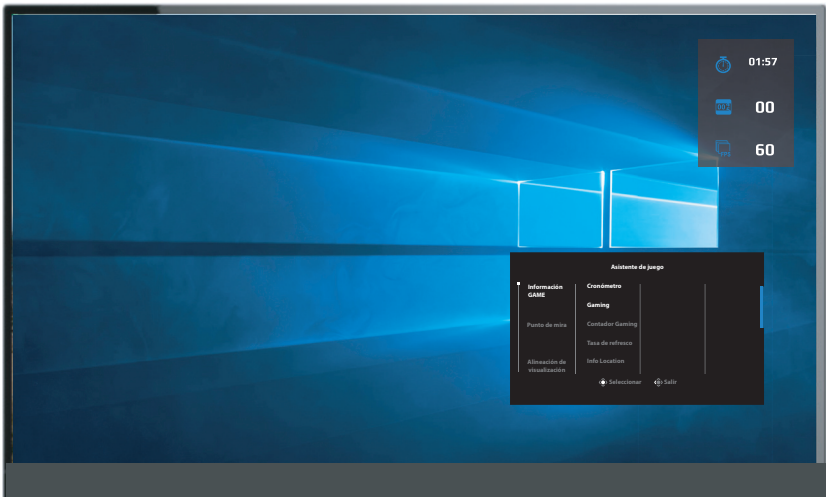 01:57
00
60
FPS
Asistente de juego
Información
GAME
Punto de mira
Alineación de
visualización
Cronómetro
Gaming
Contador Gaming
Tasa de refresco
Info Location
Seleccionar
Salir